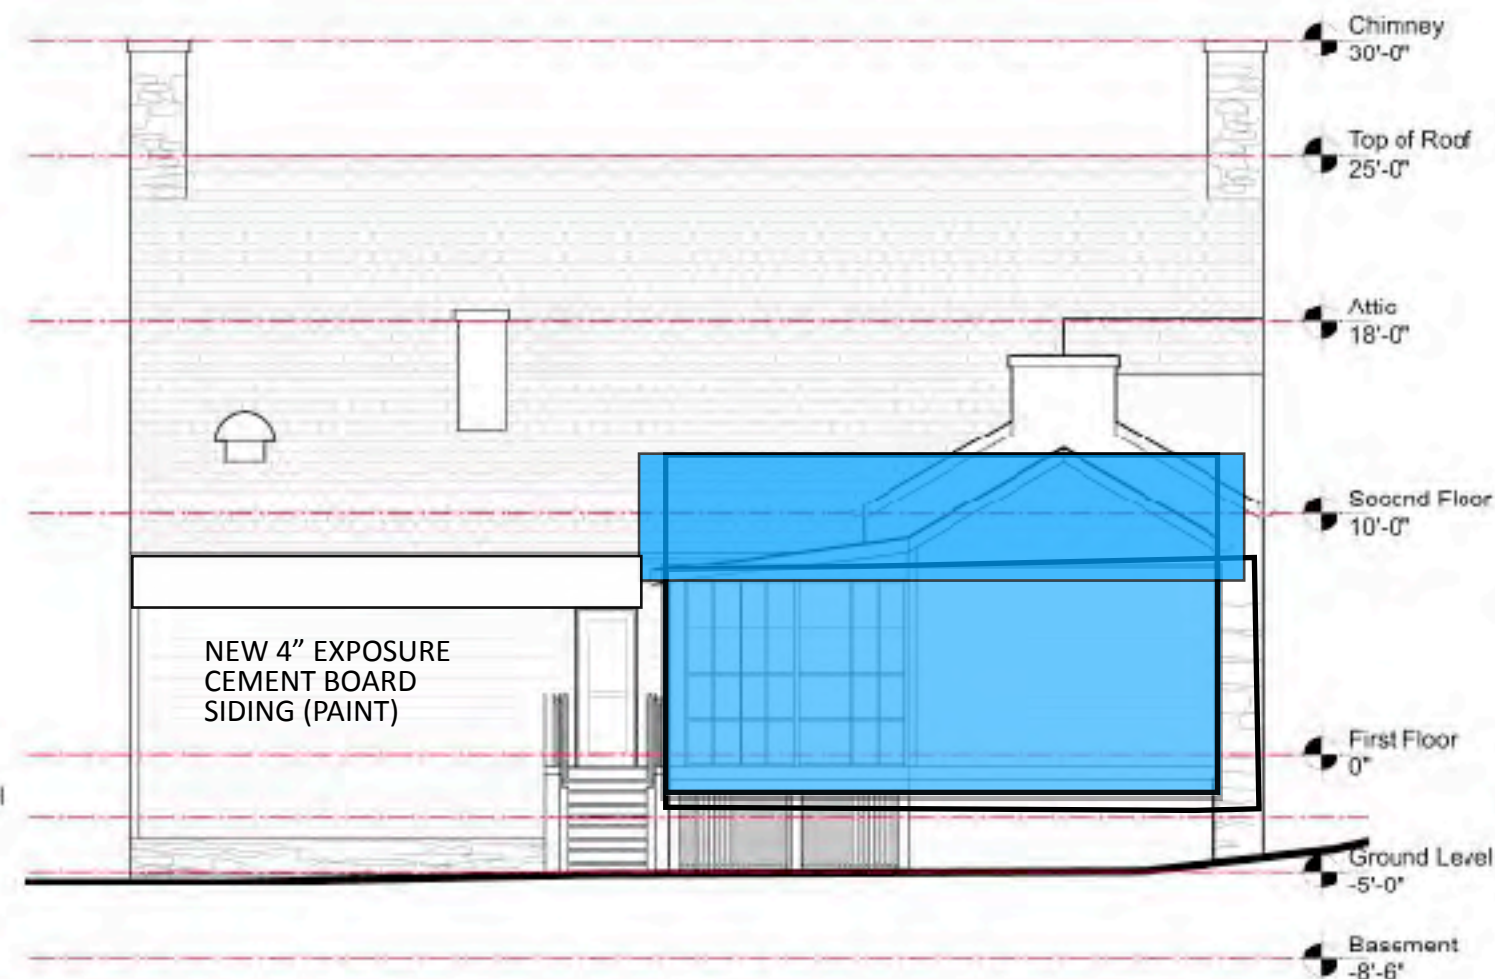 Chimney
30'-0"
Top of Roof
25'-0"
Attic
18'-0"
Second Floor
10'-0"
NEW 4” EXPOSURE
CEMENT BOARD
SIDING (PAINT)
First Floor
0"
Ground Level
-5'-0"
Basement
-8'-6"